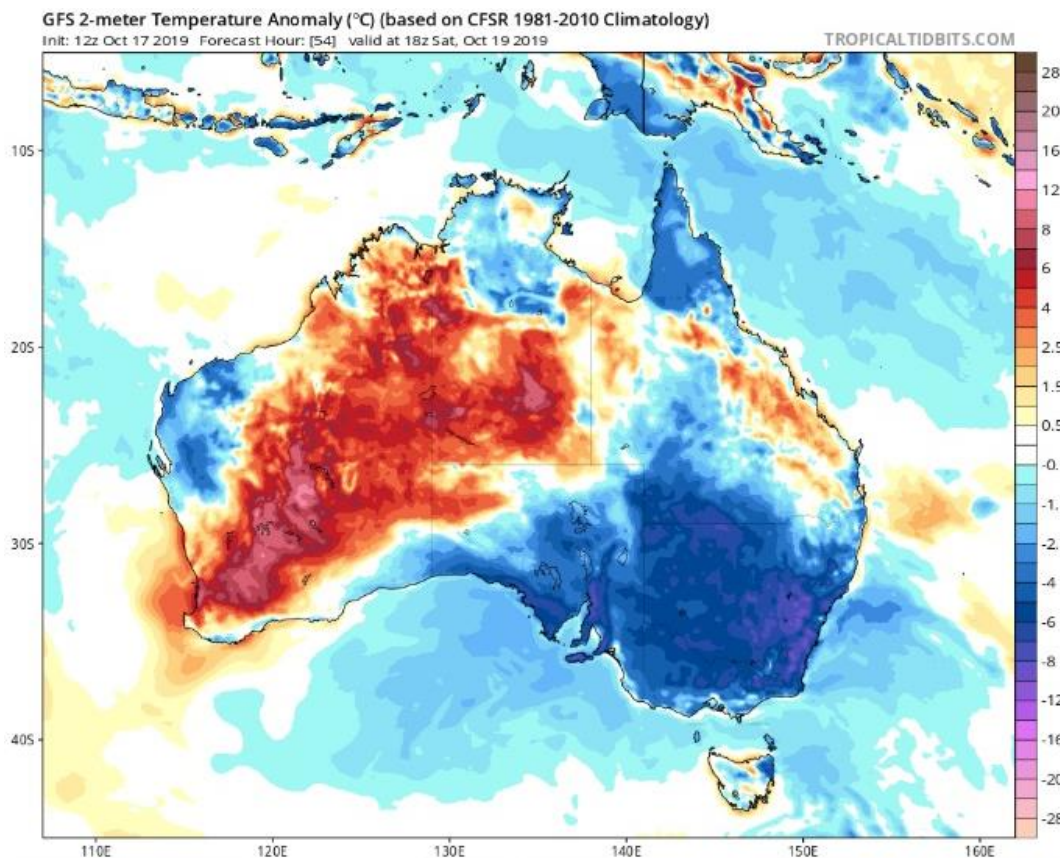 GFS 2-meter Temperature Anomaly (°C) (based on CFSR 1981-2010 Climatology)
Init: 12z Oct 17 2019 Forecast Hour: [54] valid at 18z Sat, Oct 19 2019
TROPICALTIDBITS.COM
28
20
16
12
8
6
4
2.5
1.5
0.5
-0.
-1.
-2.
-4.
-6.
-8.
-12
-16
-20
-28
10S
20S
30S
40S
110E
120E
130E
140E
150E
160E